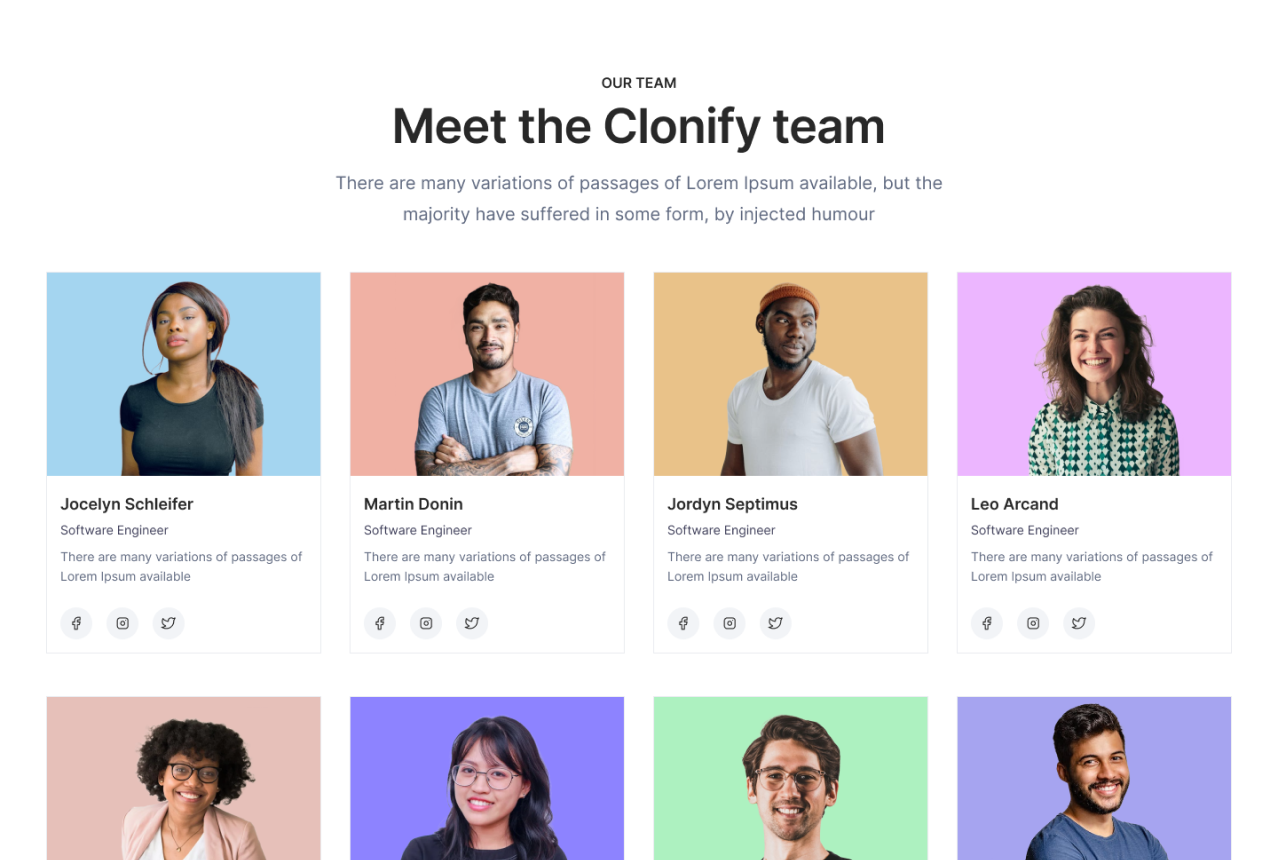 OUR TEAM
Meet the Clonify team
There are many variations of passages of Lorem Ipsum available, but the
majority have suffered in some form, by injected humour
Jocelyn Schleifer
Software Engineer
There are many variations of passages of
Lorem Ipsum available
Martin Donin
Software Engineer
There are many variations of passages of
Lorem Ipsum available
Jordyn Septimus
Software Engineer
There are many variations of passages of
Lorem Ipsum available
Leo Arcand
Software Engineer
There are many variations of passages of
Lorem Ipsum available